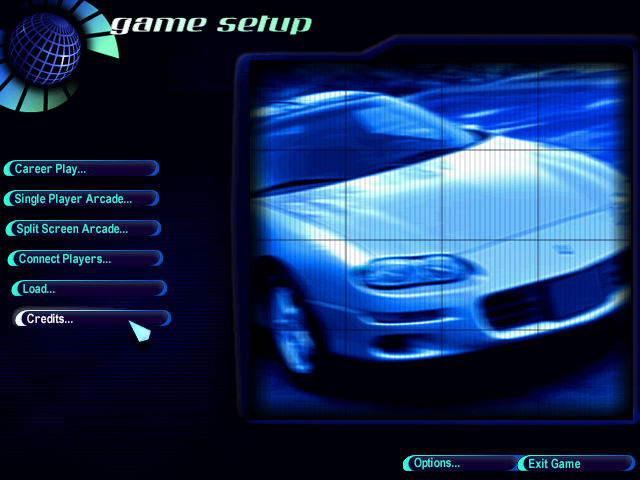 game setup
Career Play...
Single Player Arcade...
Split Screen Arcade...
Connect Players...
Load...
Credits...
Options...
Exit Game